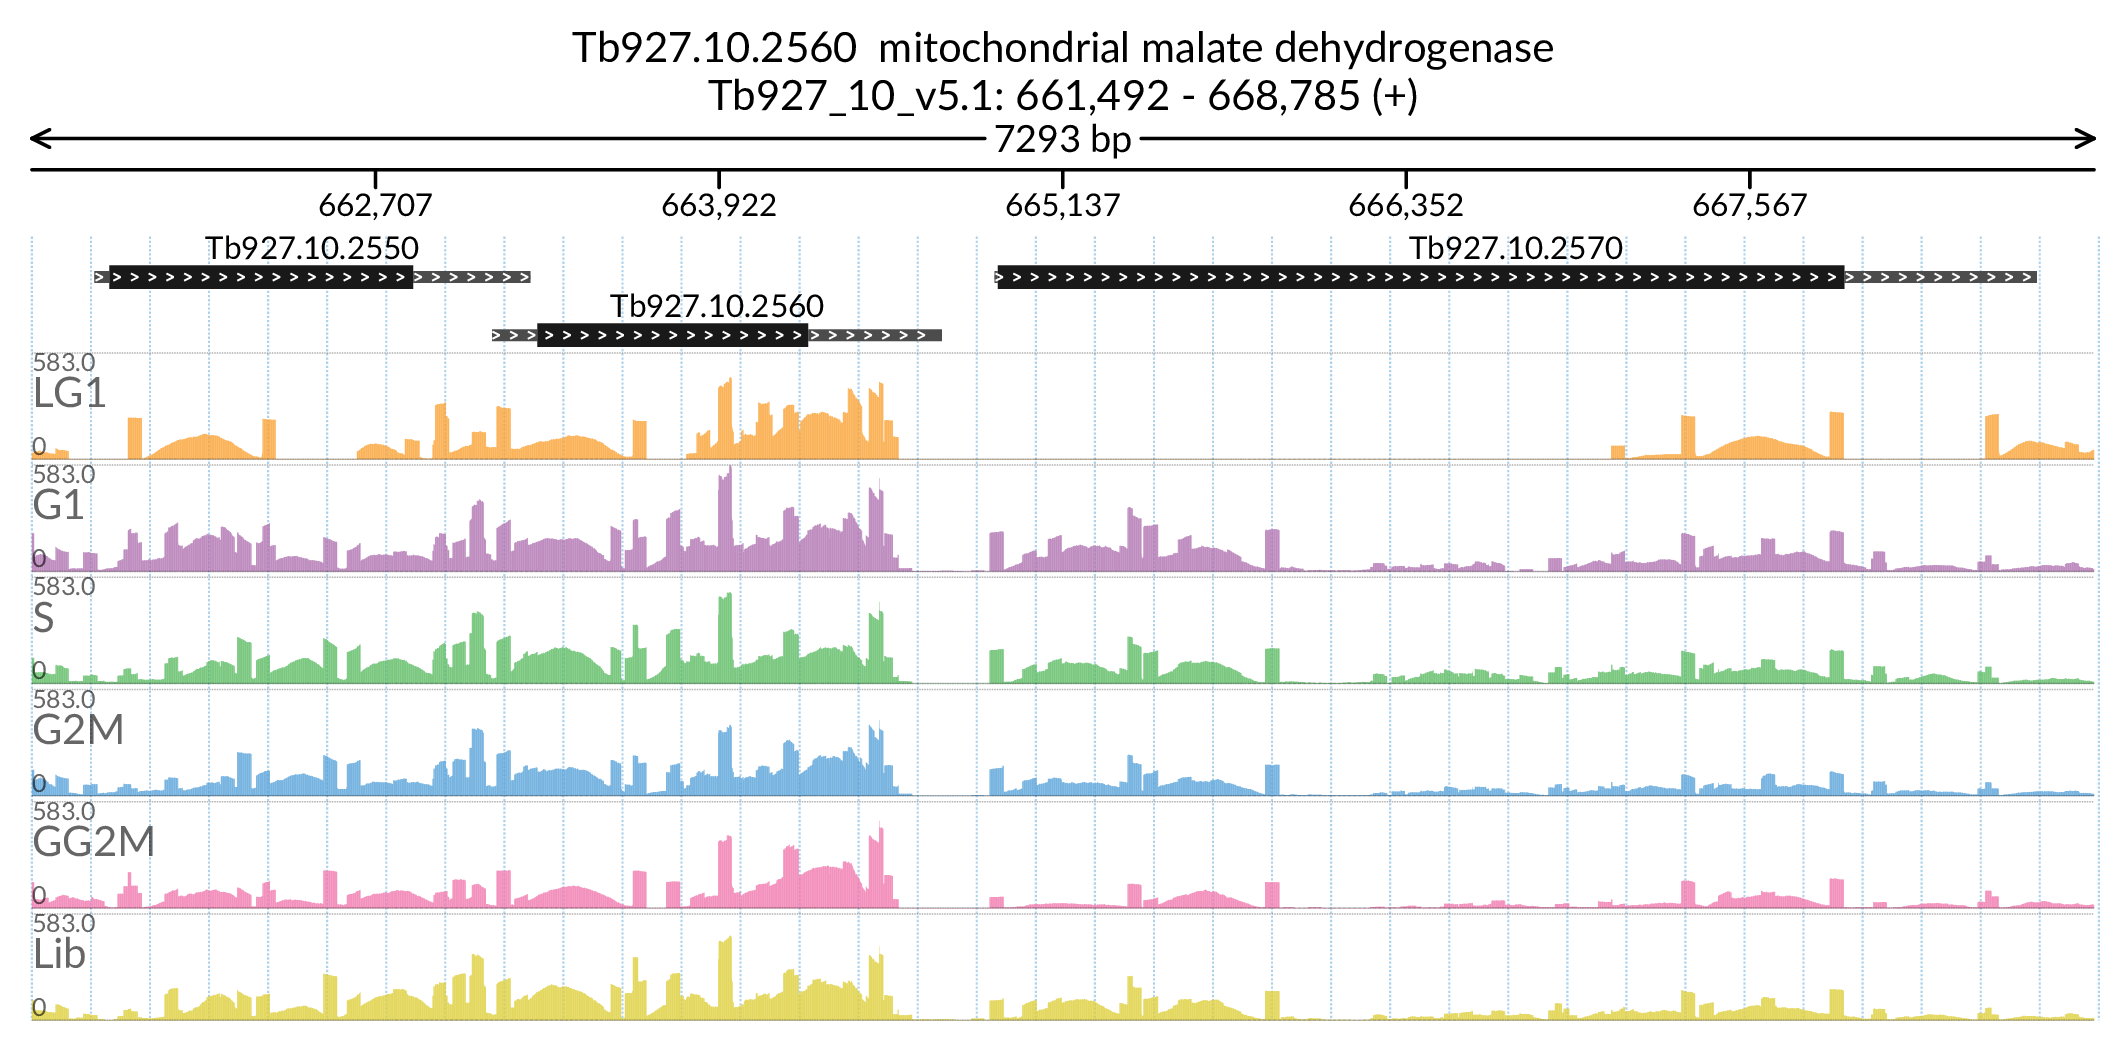 Tb927.10.2560  mitochondrial malate dehydrogenase
Tb927_10_v5.1: 661,492 - 668,785 (+)
7293 bp
662,707 663,922 665,137 666,352 667,567
Tb927.10.2550 Tb927.10.2570
Tb927.10.2560
583.0
LG1
0
583.0
G1
0
583.0
S
0
583.0
G2M
0
583.0
GG2M
0
583.0
Lib
0